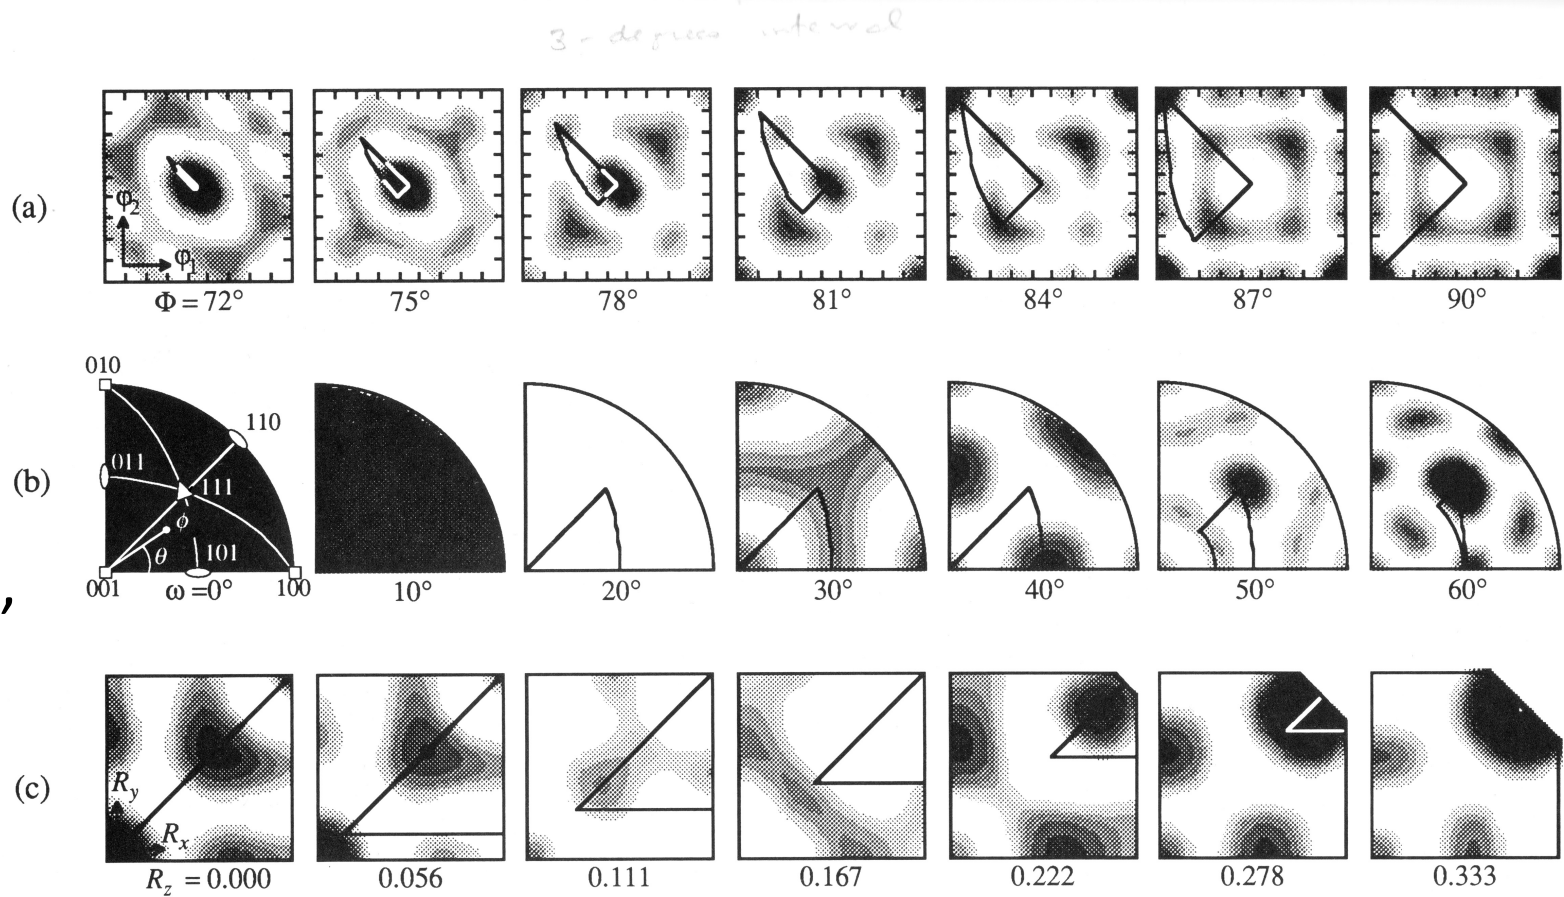 3-degrees interval
(a)
φ2
φ1
Φ = 72° 75° 78° 81° 84° 87° 90°
010
110
011
111
(b)
ϕ
θ
101
001 ω =0° 100 10° 20° 30° 40° 50° 60°
,
(c)
Ry
Rx
Rz = 0.000 0.056 0.111 0.167 0.222 0.278 0.333